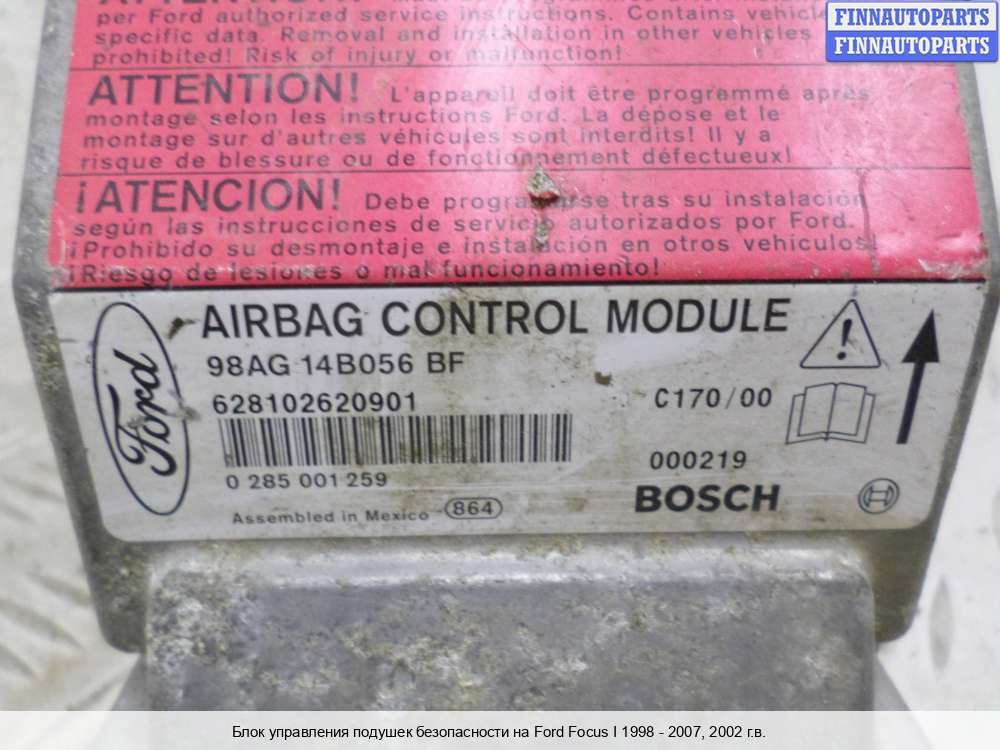 ATTENTION!
per Ford authorized service instructions. Contains vehicle
specific data. Removal and installation in other vehicles
prohibited! Risk of injury or malfunction!
ATTENTION! L'appareil doit être programmé après
montage selon les instructions Ford. La dépose et le
montage sur d'autres véhicules sont interdits! Il y a
risque de blessure ou de fonctionnement défectueux!
¡ATENCION! Debe programarse tras su instalación
según las instrucciones de servicio autorizados por Ford.
¡Prohibido su desmontaje e instalación en otros vehículos!
¡Riesgo de lesiones o mal funcionamiento!
AIRBAG CONTROL MODULE
Ford
98AG 14B056 BF
628102620901
C170/00
000219
0 285 001 259
BOSCH
Assembled in Mexico 864
FINNAUTOPARTS
FINNAUTOPARTS
Блок управления подушек безопасности на Ford Focus I 1998 - 2007, 2002 г.в.